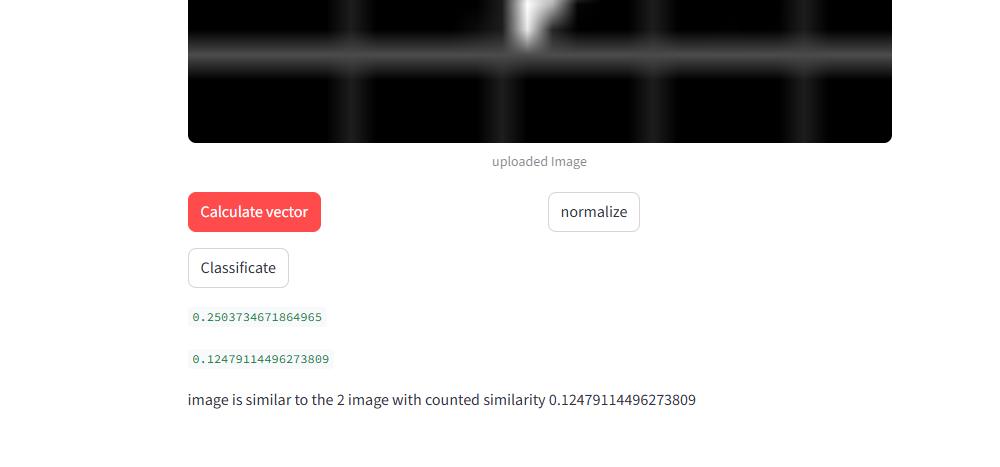 uploaded Image
Calculate vector
normalize
Classificate
0.2503734671864965
0.12479114496273809
image is similar to the 2 image with counted similarity 0.12479114496273809